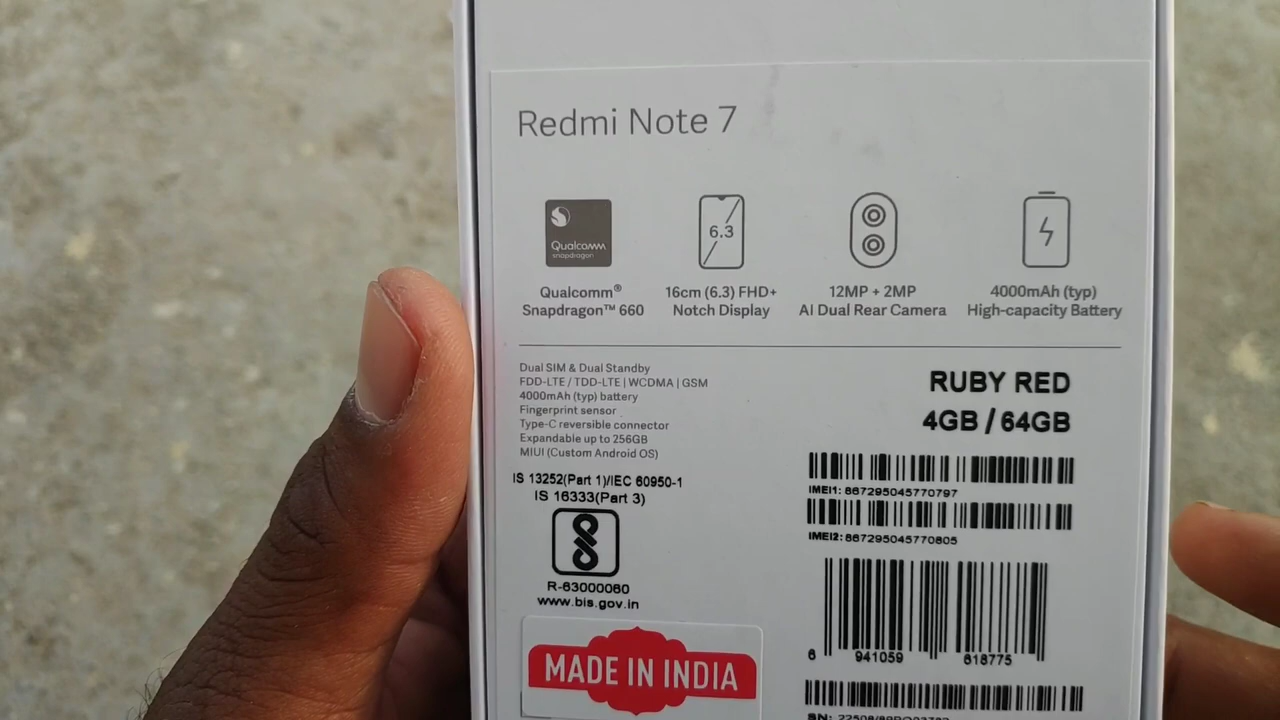 Redmi Note 7
Qualcomm
snapdragon
6.3
Qualcomm®
Snapdragon™ 660
16cm (6.3) FHD+
Notch Display
12MP + 2MP
AI Dual Rear Camera
4000mAh (typ)
High-capacity Battery
Dual SIM & Dual Standby
FDD-LTE / TDD-LTE | WCDMA | GSM
4000mAh (typ) battery
Fingerprint sensor
Type-C reversible connector
Expandable up to 256GB
MIUI (Custom Android OS)
IS 13252(Part 1)/IEC 60950-1
IS 16333(Part 3)
R-63000060
www.bis.gov.in
MADE IN INDIA
RUBY RED
4GB / 64GB
IMEI1: 867295045770797
IMEI2: 867295045770805
6 941059 618775
SN: